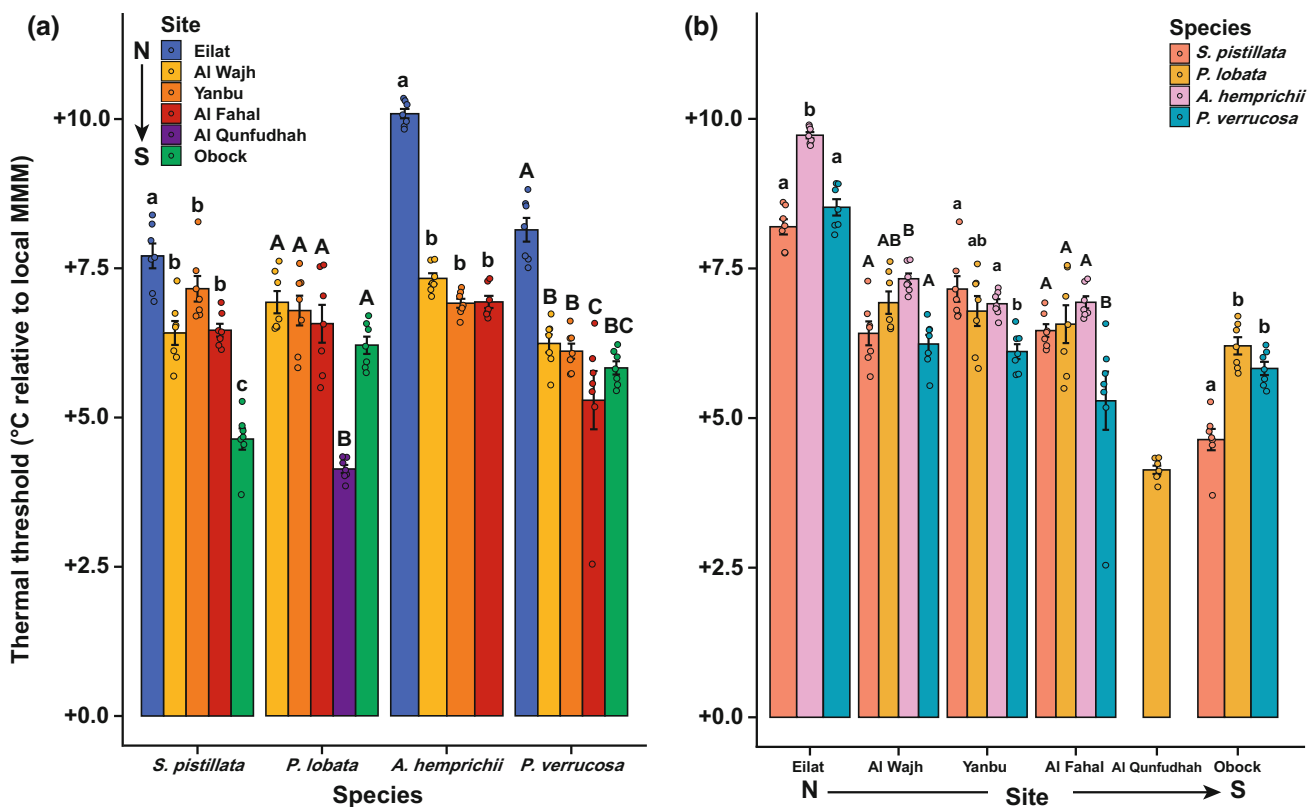 (a)
Site
N
S
Eilat
Al Wajh
Yanbu
Al Fahal
Al Qunfudhah
Obock
Thermal threshold (°C relative to local MMM)
+10.0
+7.5
+5.0
+2.5
+0.0
a
b
b
b
c
A
A
A
B
A
a
b
b
b
A
B
B
C
BC
S. pistillata
P. lobata
A. hemprichii
P. verrucosa
Species
(b)
Species
S. pistillata
P. lobata
A. hemprichii
P. verrucosa
+10.0
+7.5
+5.0
+2.5
+0.0
a
b
a
A
AB
B
A
a
ab
a
b
A
A
A
B
a
b
b
Eilat
Al Wajh
Yanbu
Al Fahal
Al Qunfudhah
Obock
N Site S